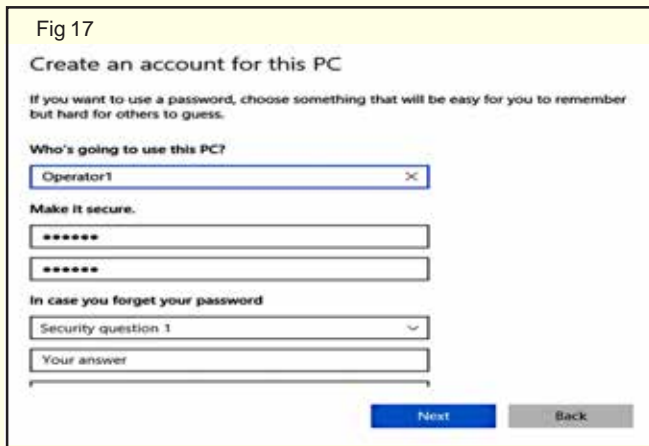 Fig 17
Create an account for this PC
If you want to use a password, choose something that will be easy for you to remember
but hard for others to guess.
Who's going to use this PC?
Operator1
Make it secure.
••••••
••••••
In case you forget your password
Security question 1
Your answer
Next Back